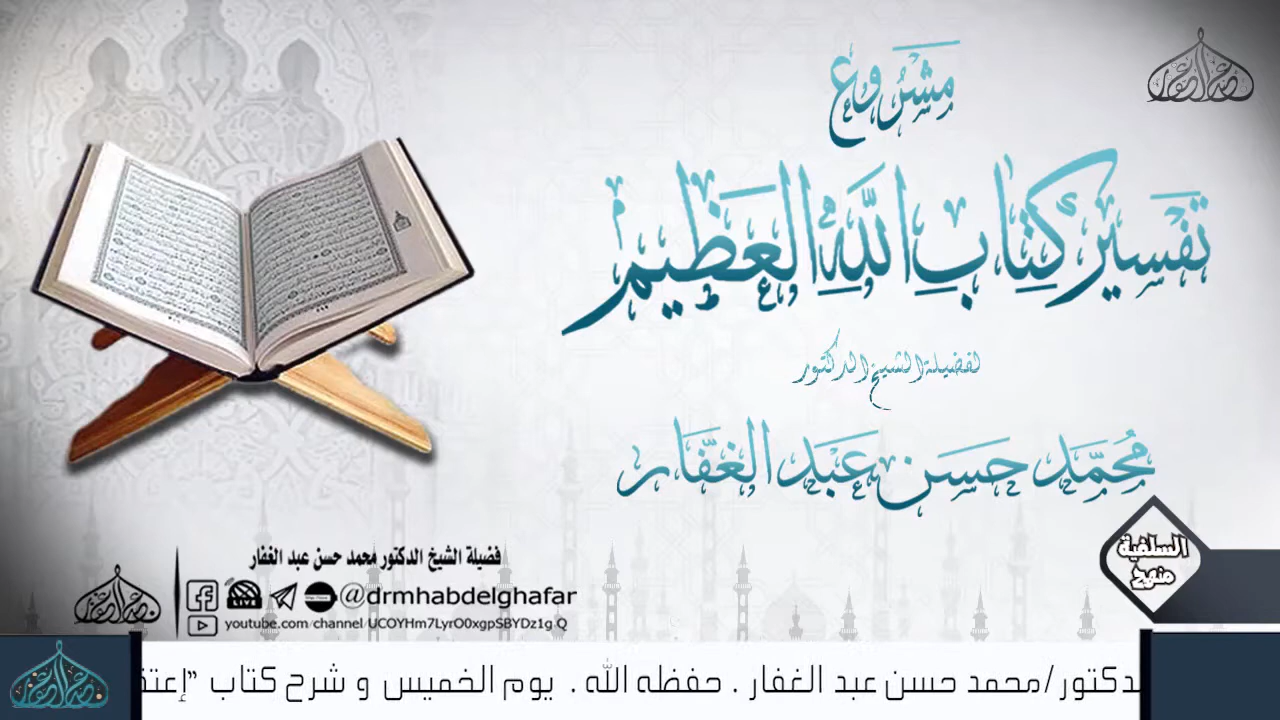 مشروع
تفسير كتاب الله العظيم
لفضيلة الشيخ الدكتور
محمد حسن عبد الغفار
السلفية
منهج
فضيلة الشيخ الدكتور محمد حسن عبد الغفار
LIVE @drmhabdelghafar
youtube.com/channel/UCOYHm7LyrO0xgpSBYDz1g.Q
دكتور/محمد حسن عبد الغفار . حفظه الله . يوم الخميس و شرح كتاب "إعتق